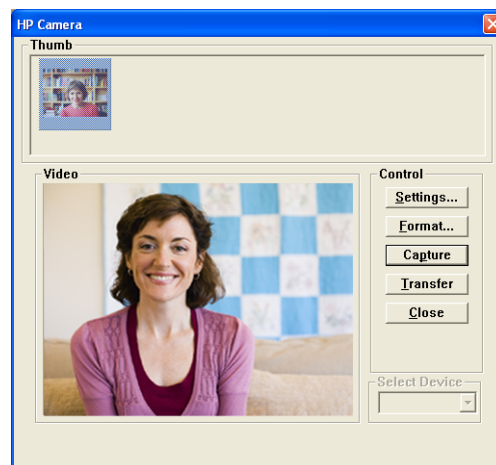 HP Camera
Thumb
Video
Control
Settings...
Format...
Capture
Transfer
Close
Select Device